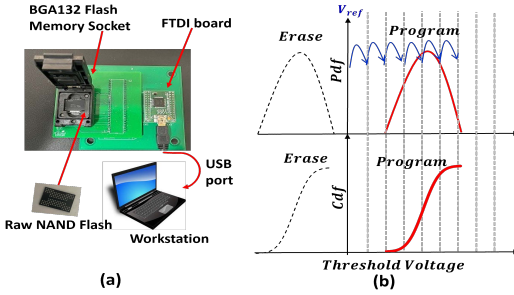 BGA132 Flash
Memory Socket
FTDI board
USB
port
Raw NAND Flash
Workstation
(a)
V_ref
Erase
Program
Pdf
Erase
Program
Cdf
Threshold Voltage
(b)